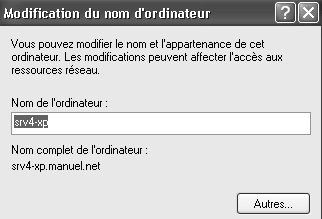 Modification du nom d'ordinateur
Vous pouvez modifier le nom et l'appartenance de cet
ordinateur. Les modifications peuvent affecter l'accès aux
ressources réseau.
Nom de l'ordinateur :
srv4-xp
Nom complet de l'ordinateur :
srv4-xp.manuel.net
Autres...